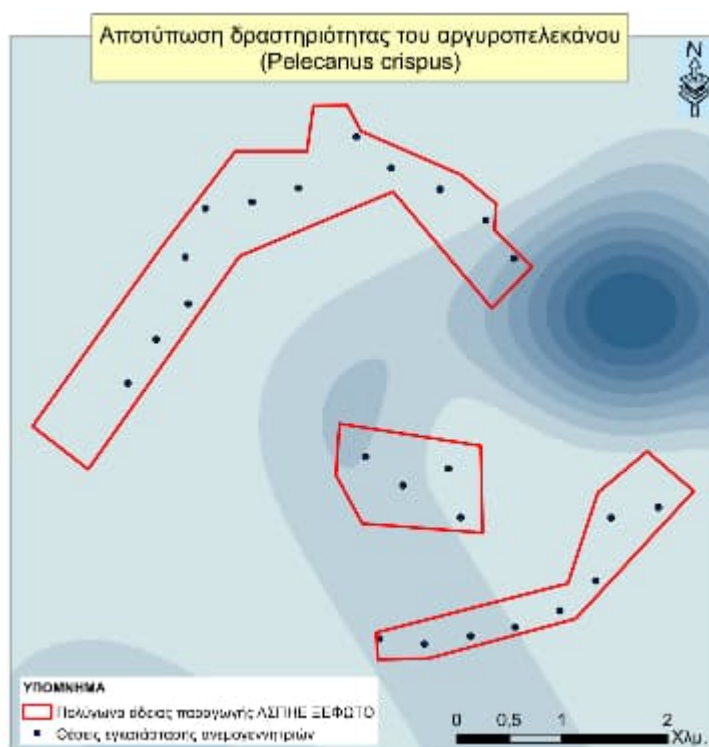 Αποτύπωση δραστηριότητας του αργυροπελεκάνου
(Pelecanus crispus)
N
ΥΠΟΜΝΗΜΑ
Πολύγωνα άδειας παραγωγής ΑΣΠΗΕ ΞΕΦΩΤΟ
Θέσεις εγκατάστασης ανεμογεννητριών
0 0,5 1 2
Χλμ.